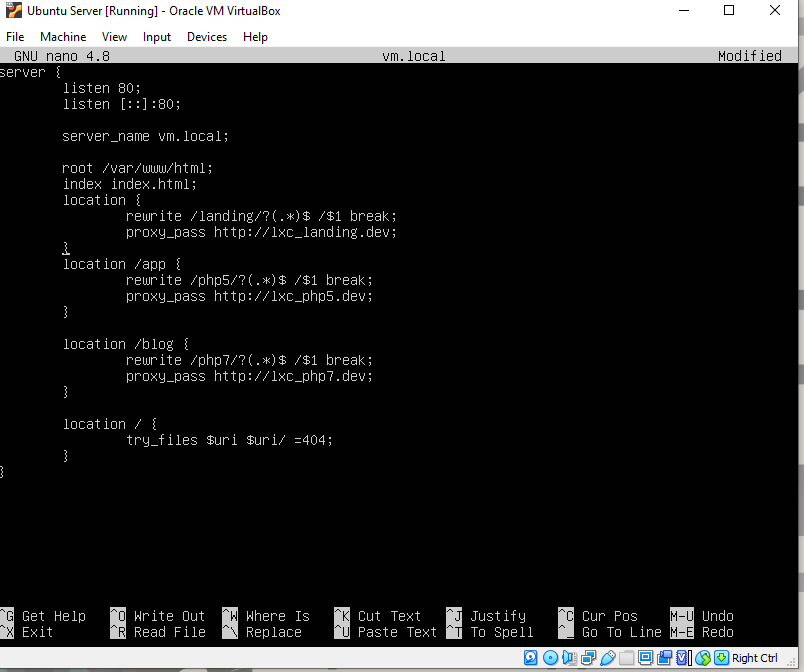 Ubuntu Server [Running] - Oracle VM VirtualBox
File Machine View Input Devices Help
GNU nano 4.8 vm.local Modified
server {
listen 80;
listen [::]:80;
server_name vm.local;
root /var/www/html;
index index.html;
location {
rewrite /landing/?(.*)$ /$1 break;
proxy_pass http://lxc_landing.dev;
}
location /app {
rewrite /php5/?(.*)$ /$1 break;
proxy_pass http://lxc_php5.dev;
}
location /blog {
rewrite /php7/?(.*)$ /$1 break;
proxy_pass http://lxc_php7.dev;
}
location / {
try_files $uri $uri/ =404;
}
}
^G Get Help ^O Write Out ^W Where Is ^K Cut Text ^J Justify ^C Cur Pos M-U Undo
^X Exit ^R Read File ^\ Replace ^U Paste Text ^T To Spell ^_ Go To Line M-E Redo
Right Ctrl